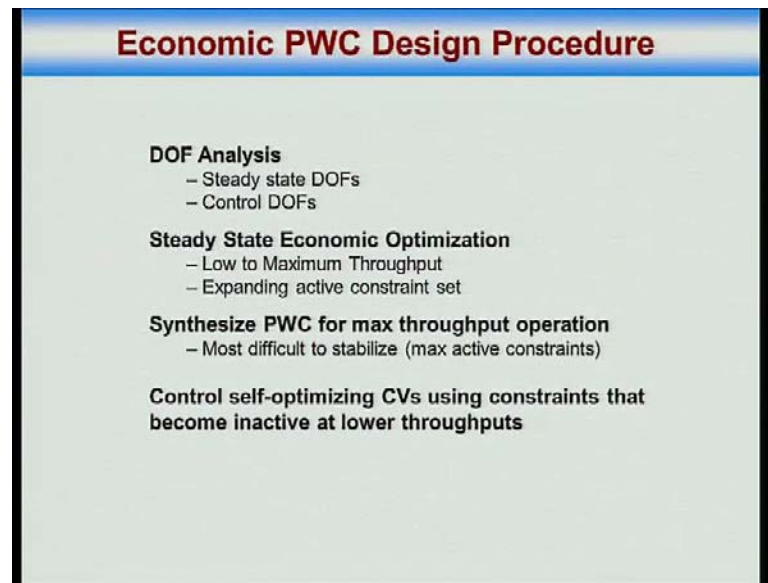 Economic PWC Design Procedure
DOF Analysis
– Steady state DOFs
– Control DOFs
Steady State Economic Optimization
– Low to Maximum Throughput
– Expanding active constraint set
Synthesize PWC for max throughput operation
– Most difficult to stabilize (max active constraints)
Control self-optimizing CVs using constraints that
become inactive at lower throughputs